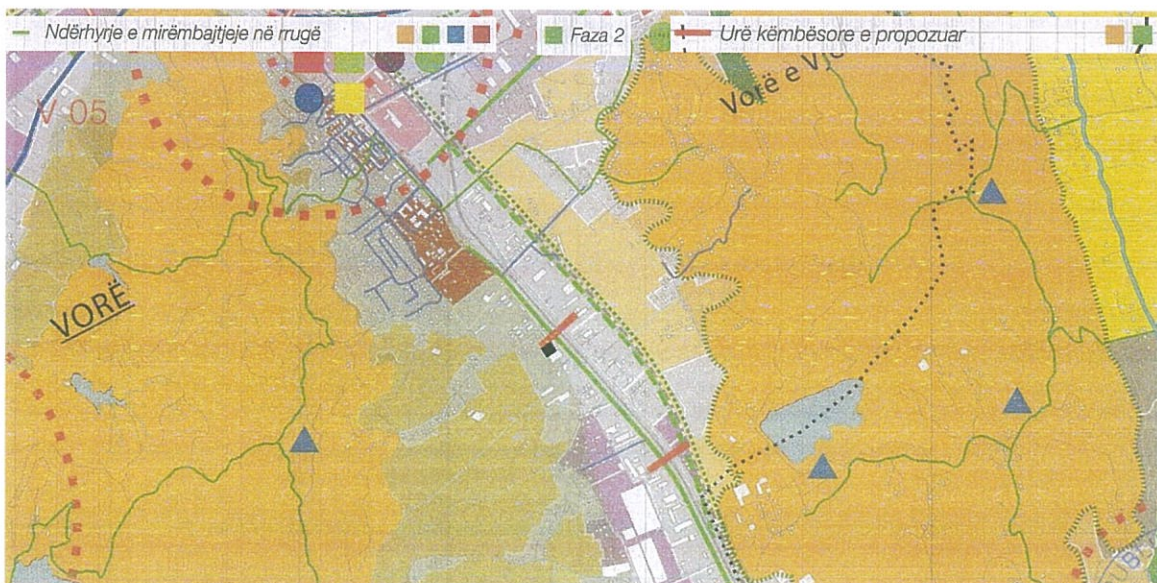 Ndërhyrje e mirëmbajtjeje në rrugë
Faza 2
Urë këmbësore e propozuar
V 05
Vorë e
VORË